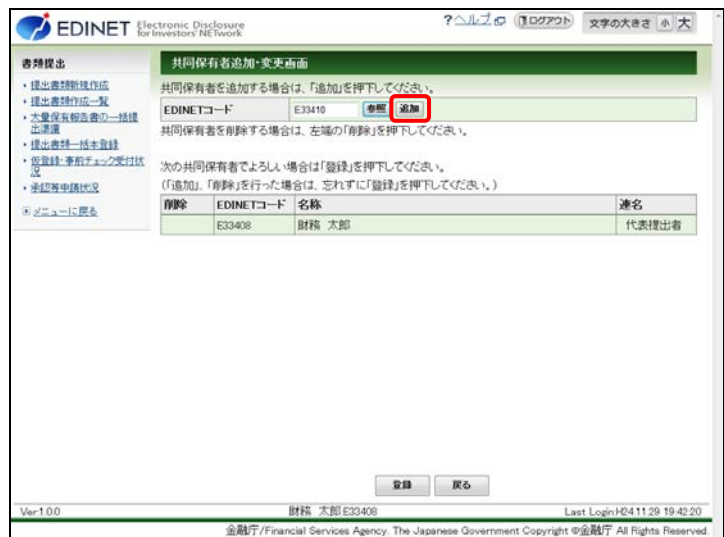 EDINET Electronic Disclosure for Investors' NETwork
?ヘルプ ログアウト 文字の大きさ 小 大
書類提出
・提出書類新規作成
・提出書類作成一覧
・大量保有報告書の一括提出準備
・提出書類一括本登録
・仮登録・事前チェック受付状況
・承認等申請状況
メニューに戻る
共同保有者追加・変更画面
共同保有者を追加する場合は、「追加」を押下してください。
EDINETコード E33410 参照 追加
共同保有者を削除する場合は、左端の「削除」を押下してください。
次の共同保有者でよろしい場合は「登録」を押下してください。
(「追加」、「削除」を行った場合は、忘れずに「登録」を押下してください。)
削除 EDINETコード 名称 連名
E33408 財務 太郎 代表提出者
登録 戻る
Ver.1.0.0 財務 太郎 E33408 Last Login:H24.11.29 19:42:20
金融庁/Financial Services Agency. The Japanese Government Copyright ©金融庁 All Rights Reserved.